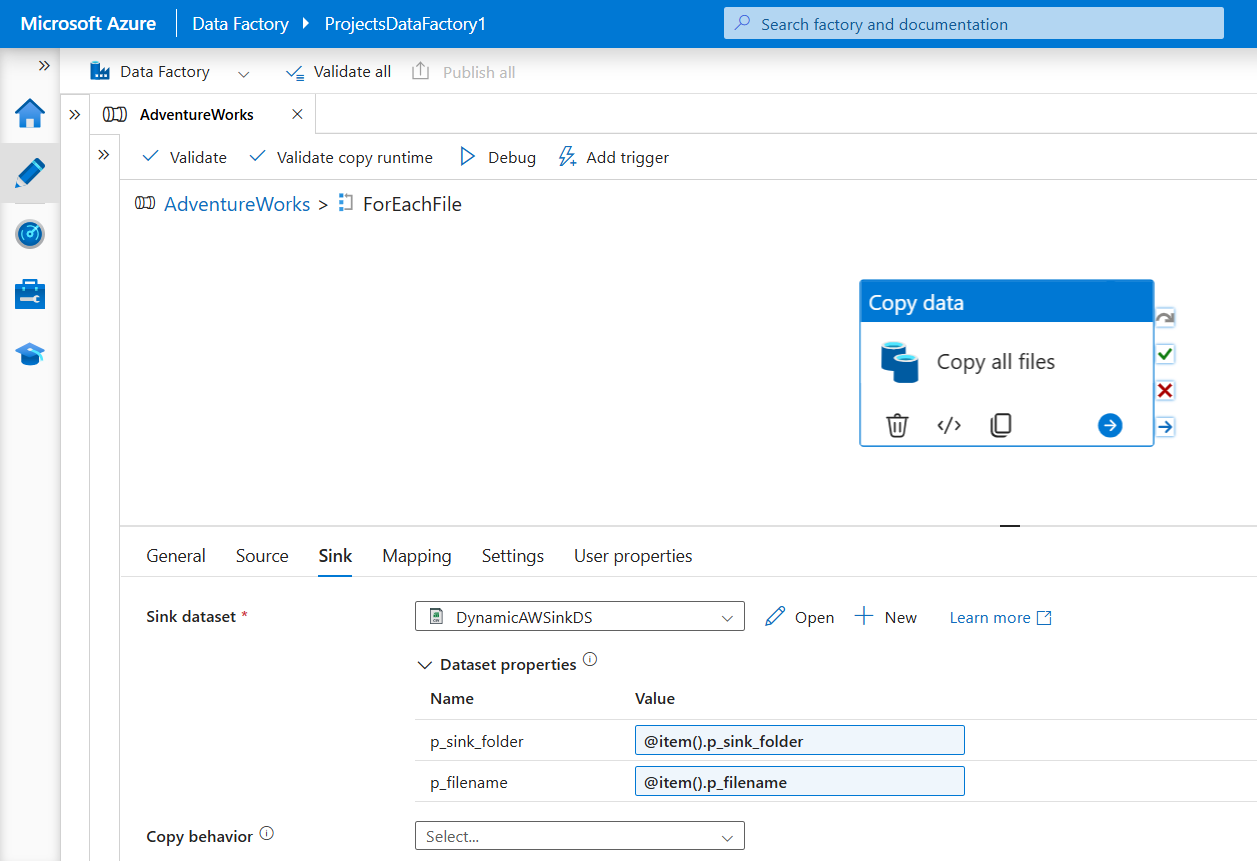 Microsoft Azure Data Factory ProjectsDataFactory1 Search factory and documentation
Data Factory Validate all Publish all
AdventureWorks
Validate Validate copy runtime Debug Add trigger
AdventureWorks > ForEachFile
Copy data
Copy all files
General Source Sink Mapping Settings User properties
Sink dataset * DynamicAWSinkDS Open New Learn more
Dataset properties
Name Value
p_sink_folder @item().p_sink_folder
p_filename @item().p_filename
Copy behavior Select...